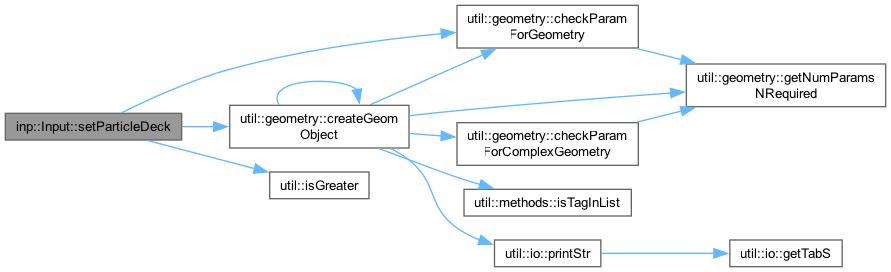 inp::Input::setParticleDeck
util::geometry::createGeom
Object
util::isGreater
util::geometry::checkParam
ForGeometry
util::geometry::checkParam
ForComplexGeometry
util::methods::isTagInList
util::io::printStr
util::geometry::getNumParams
NRequired
util::io::getTabS